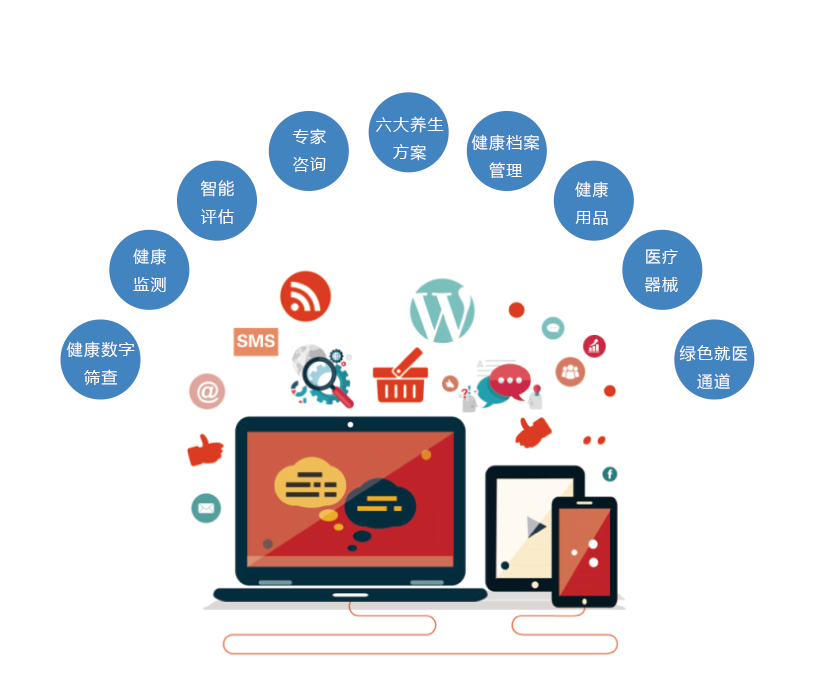 健康数字
筛查
健康
监测
智能
评估
专家
咨询
六大养生
方案
健康档案
管理
健康
用品
医疗
器械
绿色就医
通道
SMS
@
W
f